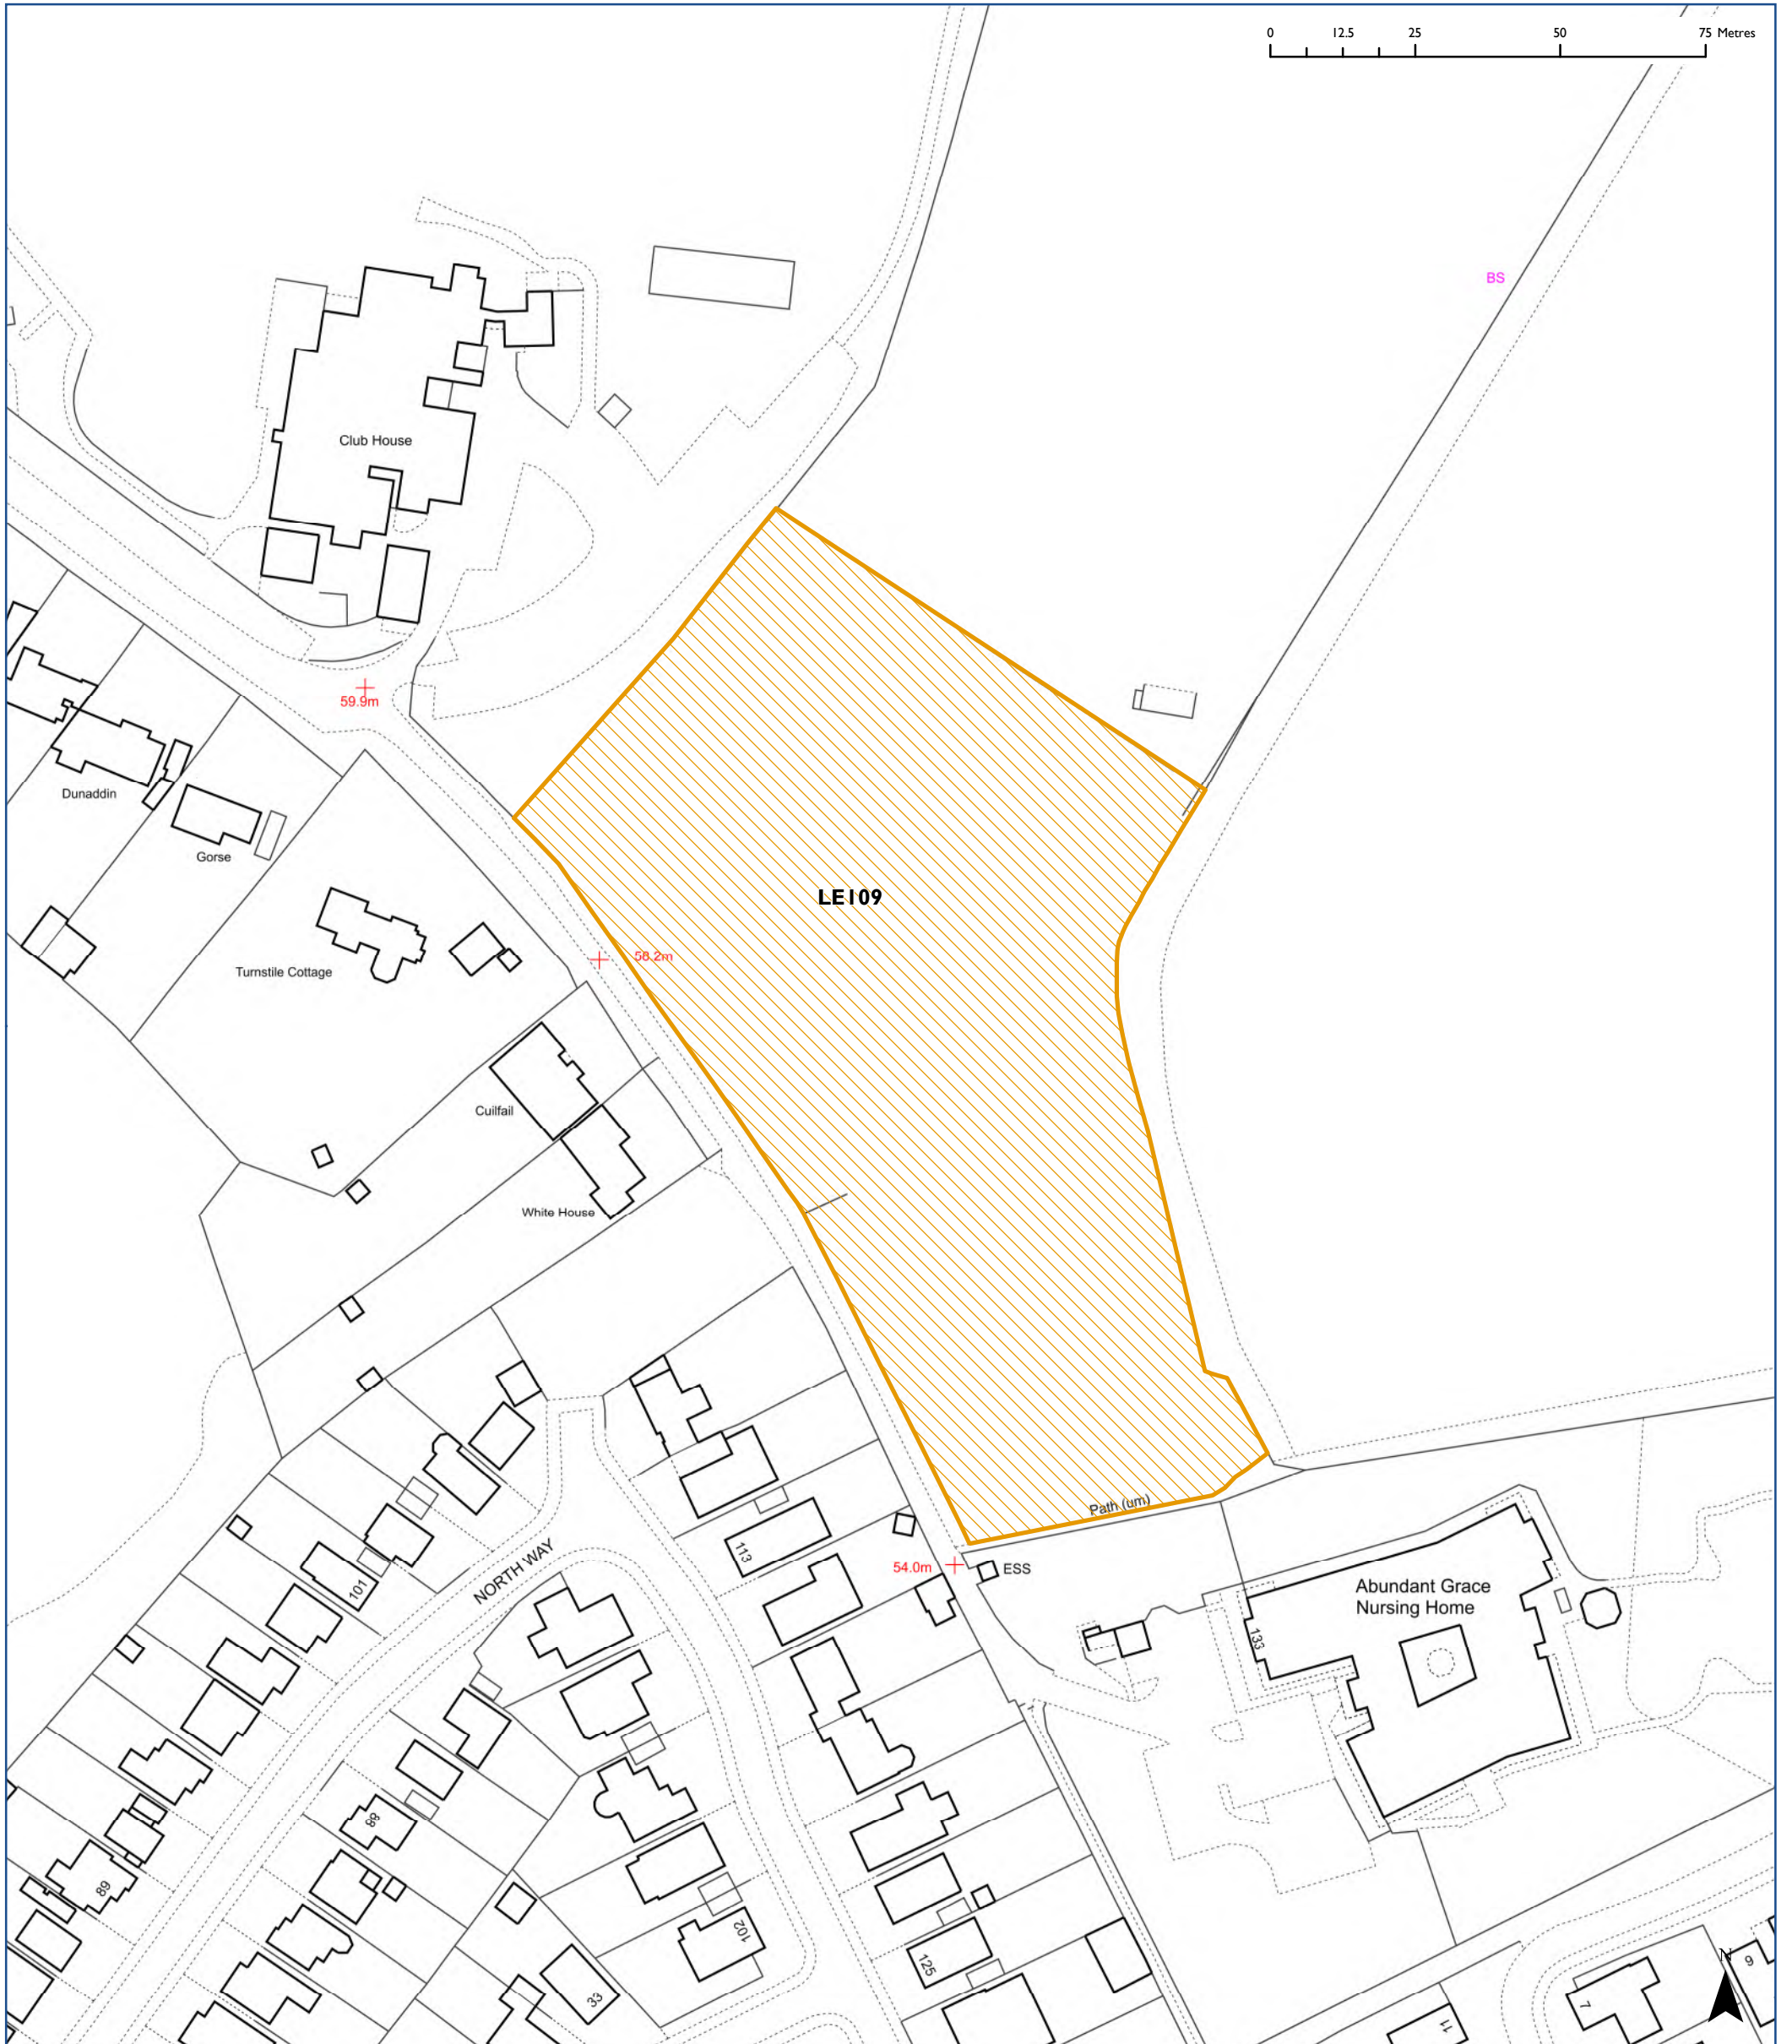 0 12.5 25 50 75 Metres
BS
Club House
59.9m
Dunaddin
Gorse
LE109
58.2m
Turnstile Cottage
Cuilfail
White House
Path (um)
NORTH WAY
113
54.0m
ESS
101
Abundant Grace
Nursing Home
133
88
89
102
125
33
N
6
7
11